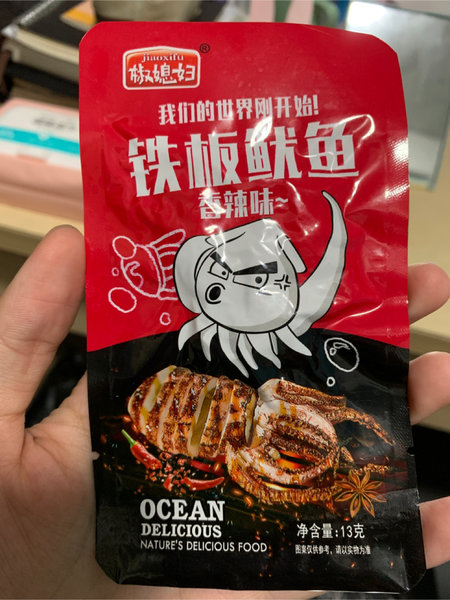 jiaoxifu
椒媳妇
®
我们的世界刚开始!
铁板鱿鱼
香辣味~
OCEAN
DELICIOUS
NATURE'S DELICIOUS FOOD
净含量:13克
图案仅供参考,请以实物为准